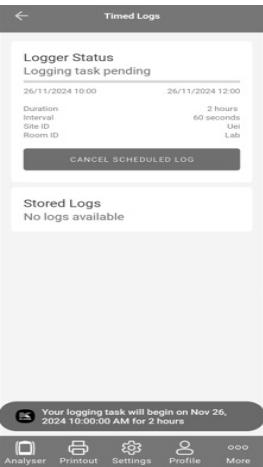 Timed Logs
Logger Status
Logging task pending
26/11/2024 10:00 26/11/2024 12:00
Duration 2 hours
Interval 60 seconds
Site ID Uei
Room ID Lab
CANCEL SCHEDULED LOG
Stored Logs
No logs available
Your logging task will begin on Nov 26,
2024 10:00:00 AM for 2 hours
Analyser Printout Settings Profile More